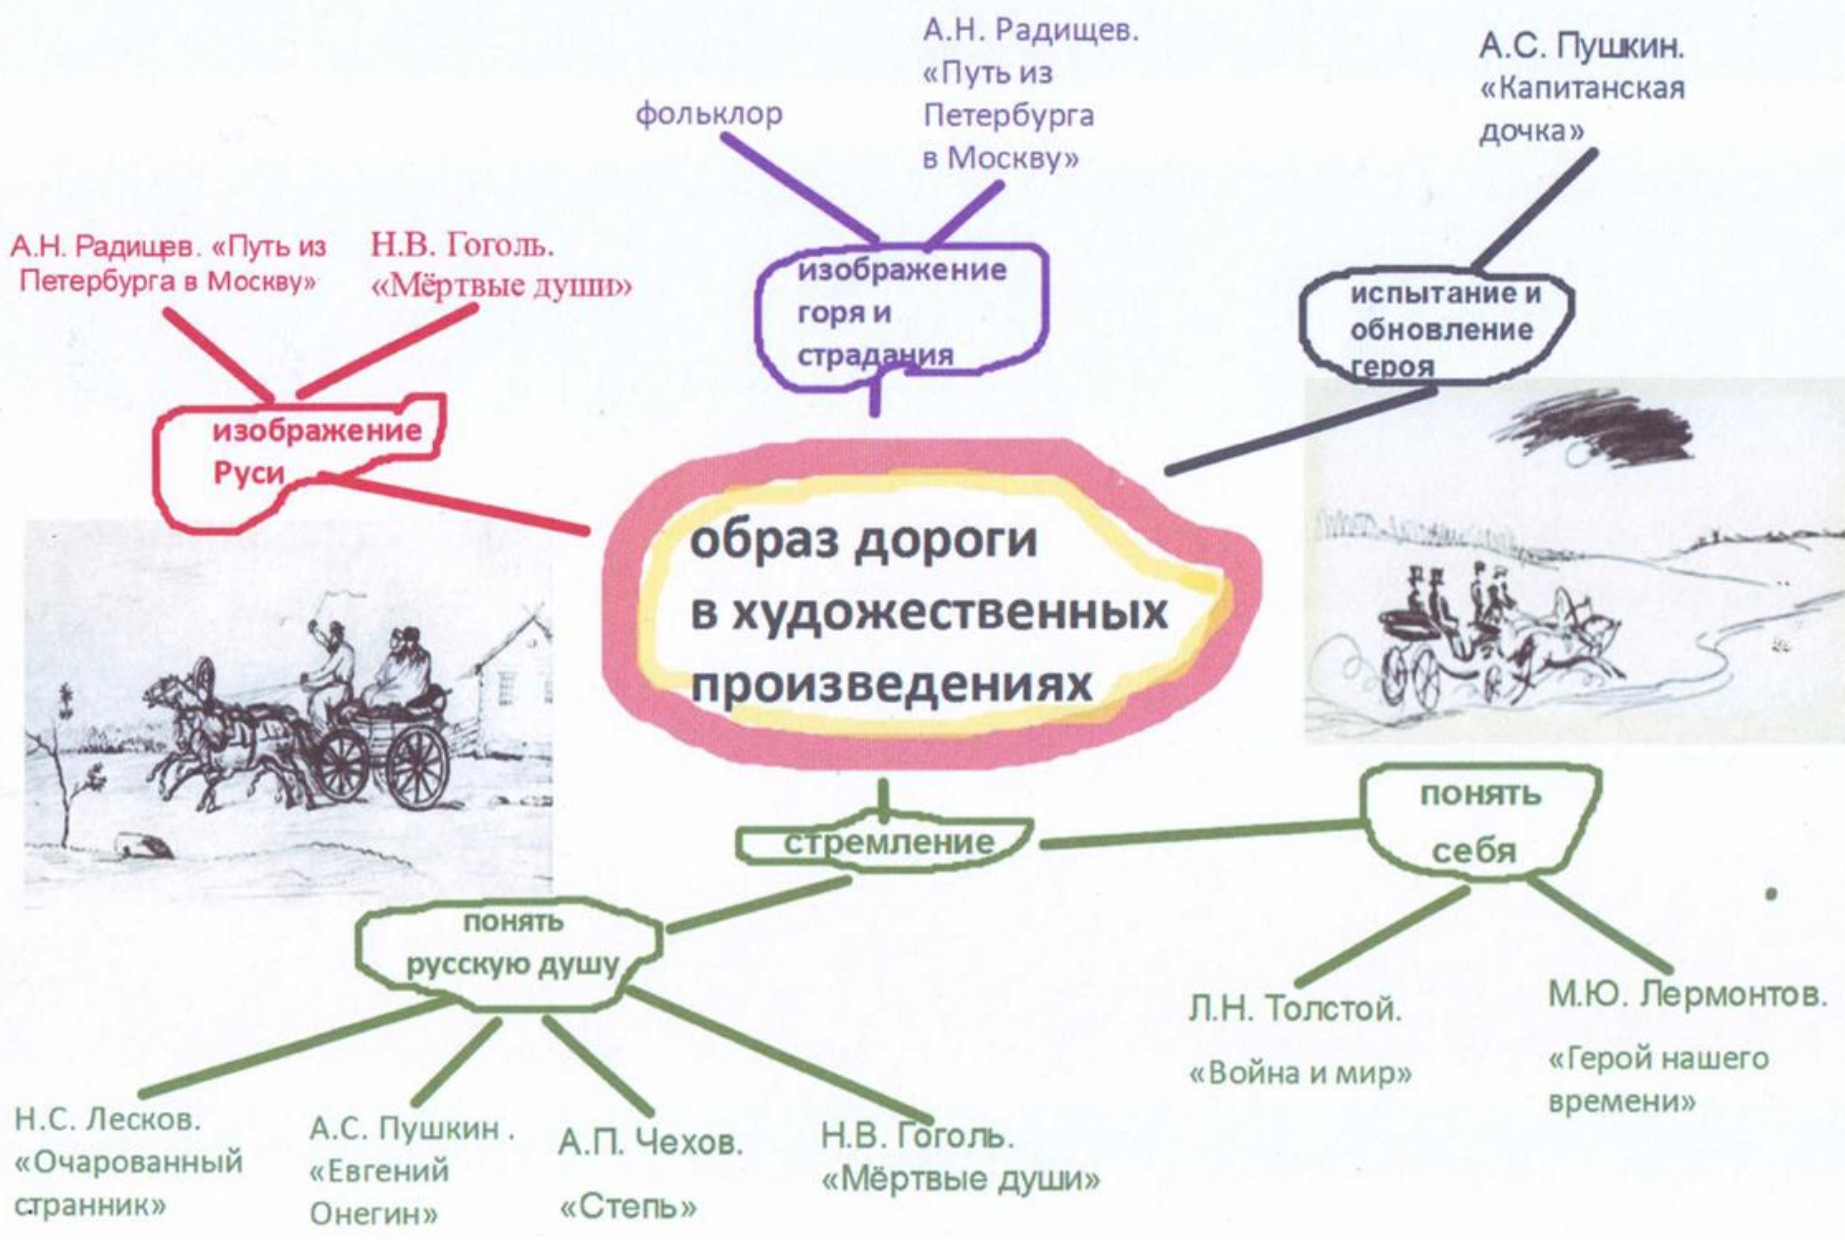 А.Н. Радищев.
«Путь из
Петербурга
в Москву»
фольклор
А.С. Пушкин.
«Капитанская
дочка»
А.Н. Радищев. «Путь из
Петербурга в Москву»
Н.В. Гоголь.
«Мёртвые души»
изображение
горя и
страдания
испытание и
обновление
героя
изображение
Руси
образ дороги
в художественных
произведениях
стремление
понять
себя
понять
русскую душу
Л.Н. Толстой.
«Война и мир»
М.Ю. Лермонтов.
«Герой нашего
времени»
Н.С. Лесков.
«Очарованный
странник»
А.С. Пушкин .
«Евгений
Онегин»
А.П. Чехов.
«Степь»
Н.В. Гоголь.
«Мёртвые души»